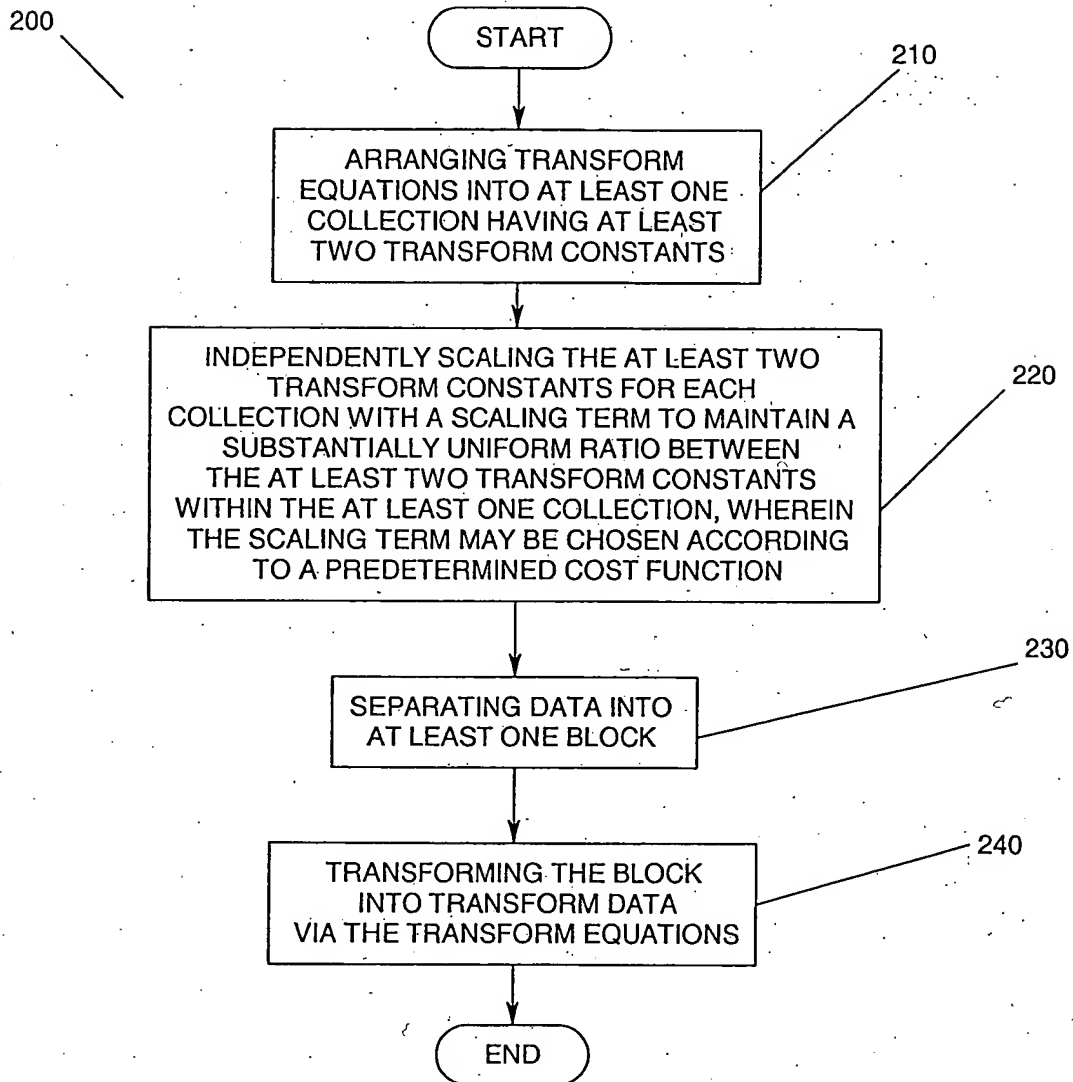 200
START
210
ARRANGING TRANSFORM
EQUATIONS INTO AT LEAST ONE
COLLECTION HAVING AT LEAST
TWO TRANSFORM CONSTANTS
INDEPENDENTLY SCALING THE AT LEAST TWO
TRANSFORM CONSTANTS FOR EACH
COLLECTION WITH A SCALING TERM TO MAINTAIN A
SUBSTANTIALLY UNIFORM RATIO BETWEEN
THE AT LEAST TWO TRANSFORM CONSTANTS
WITHIN THE AT LEAST ONE COLLECTION, WHEREIN
THE SCALING TERM MAY BE CHOSEN ACCORDING
TO A PREDETERMINED COST FUNCTION
220
230
SEPARATING DATA INTO
AT LEAST ONE BLOCK
240
TRANSFORMING THE BLOCK
INTO TRANSFORM DATA
VIA THE TRANSFORM EQUATIONS
END